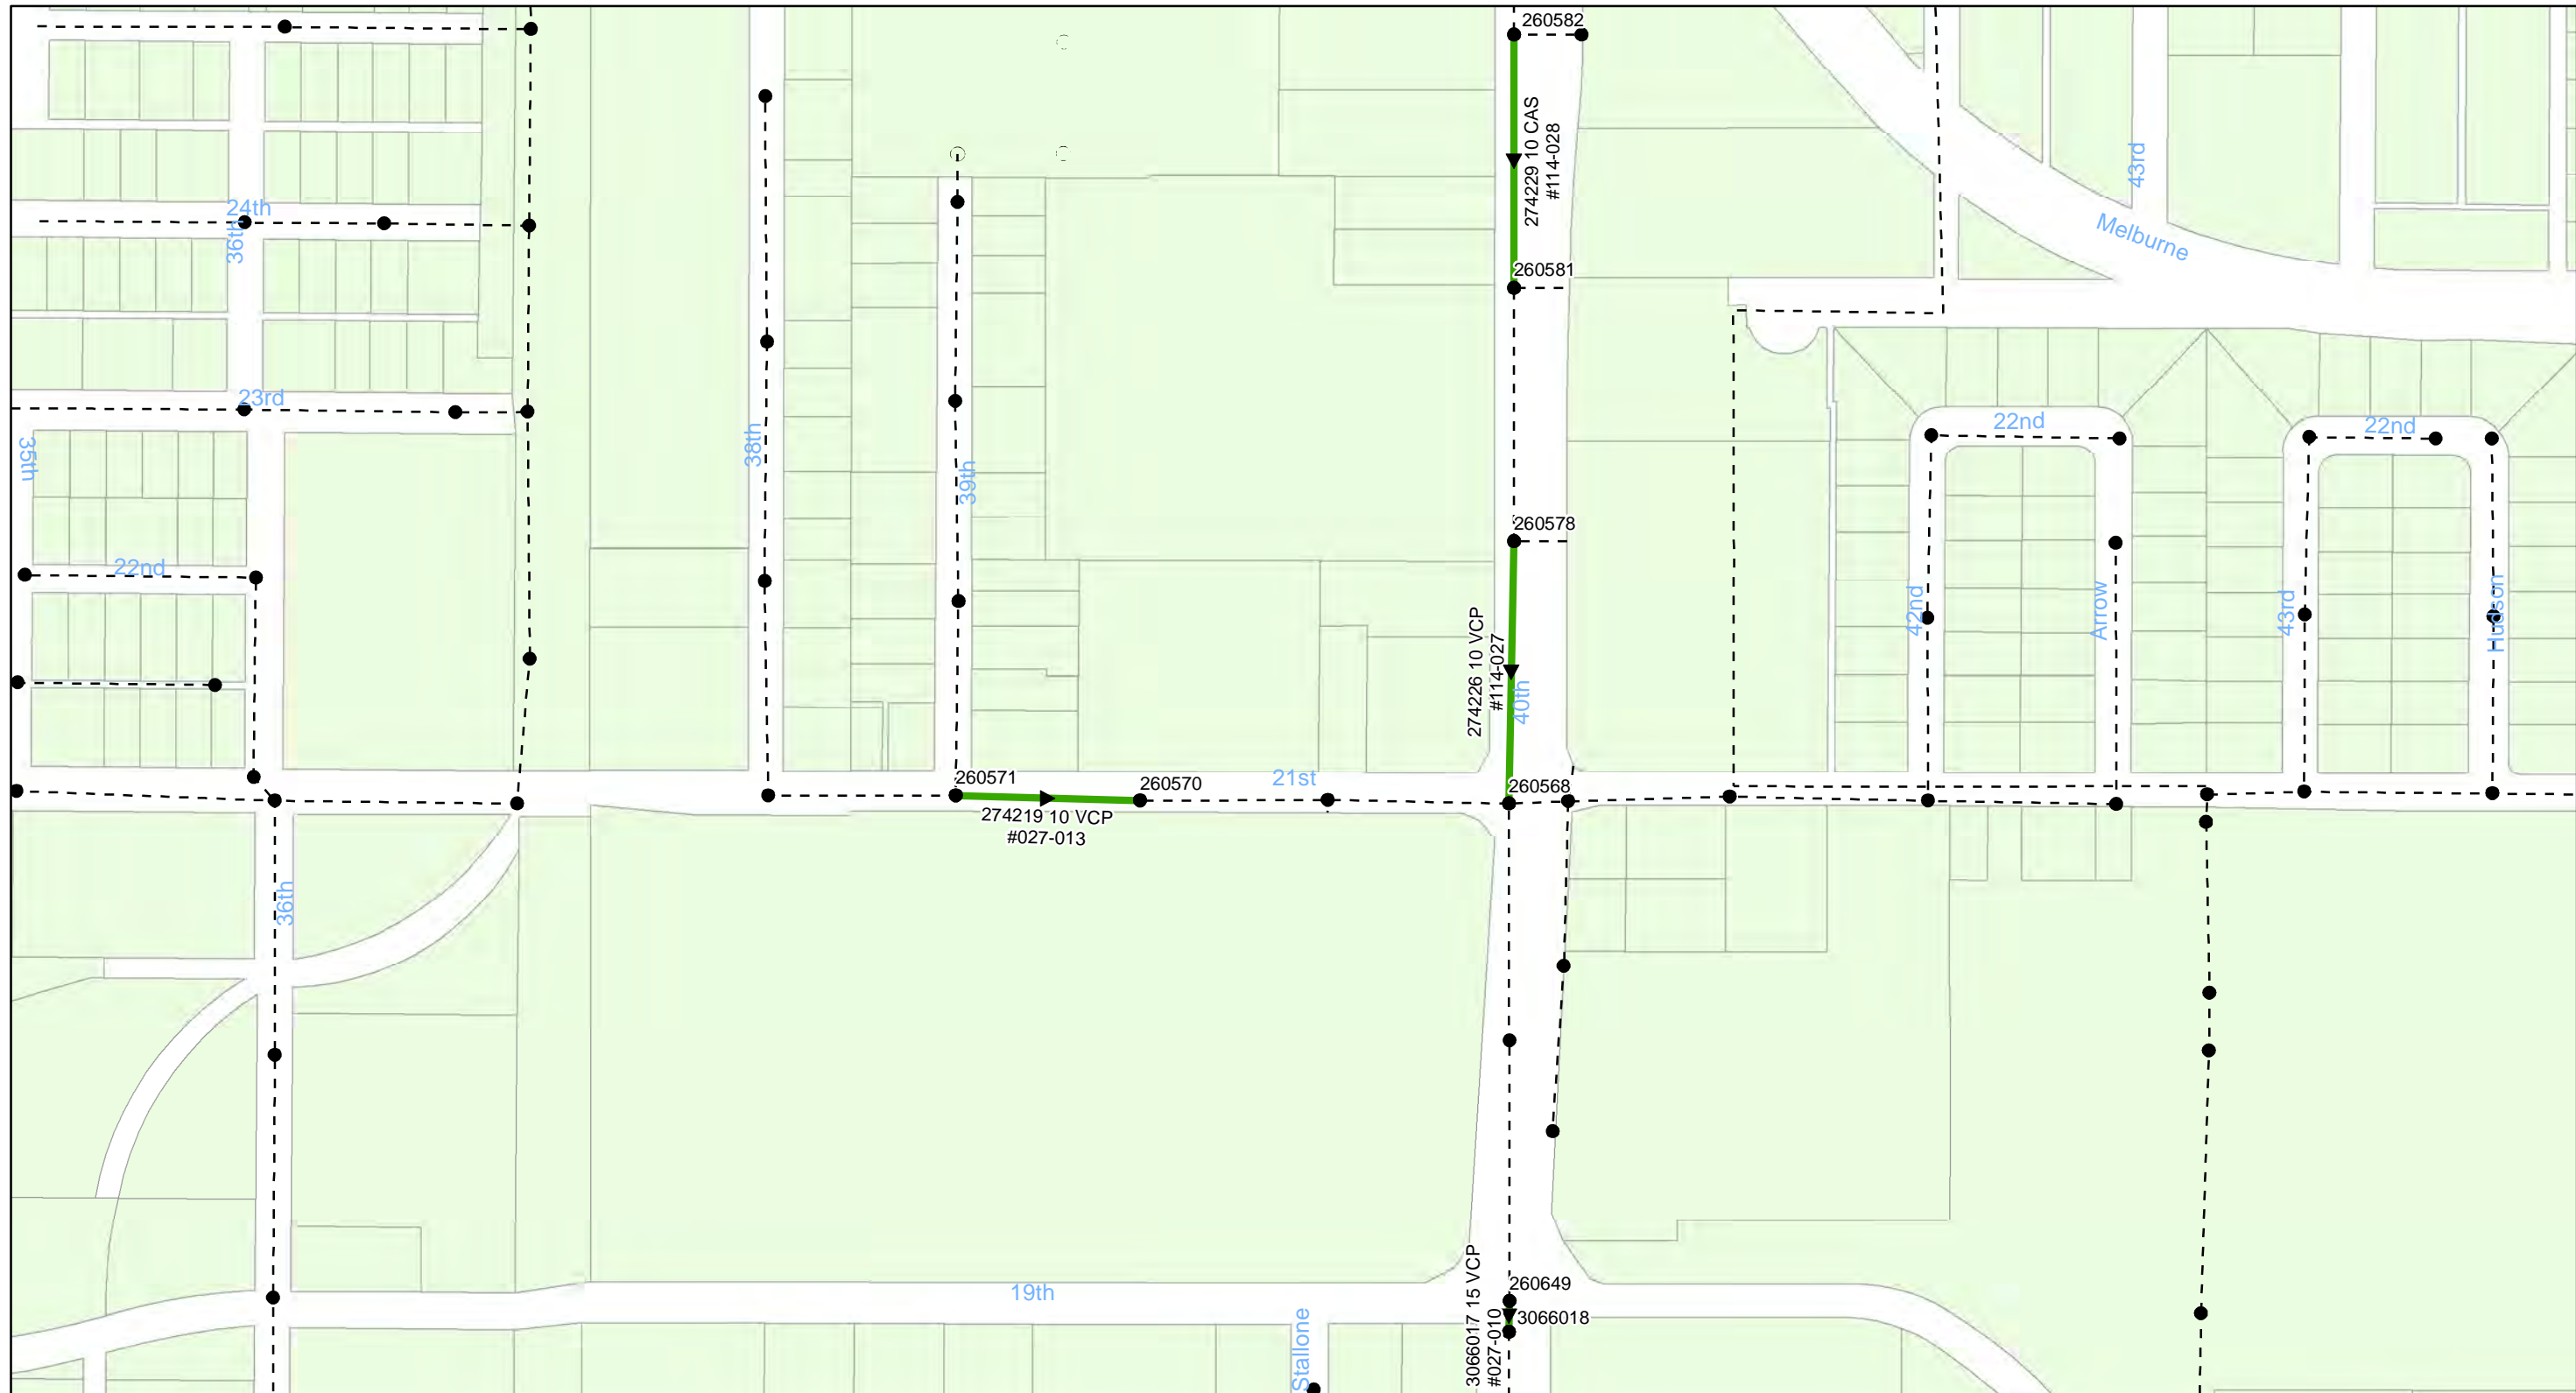 260582
274229 10 CAS
#114-028
43rd
24th
36th
Melburne
260581
23rd
22nd
22nd
35th
38th
39th
260578
22nd
42nd
Arrow
43rd
Hudson
274226 10 VCP
#114-027
40th
260571
260570
21st
260568
274219 10 VCP
#027-013
36th
19th
260649
3066018
3066017 15 VCP
#027-010
Stallone